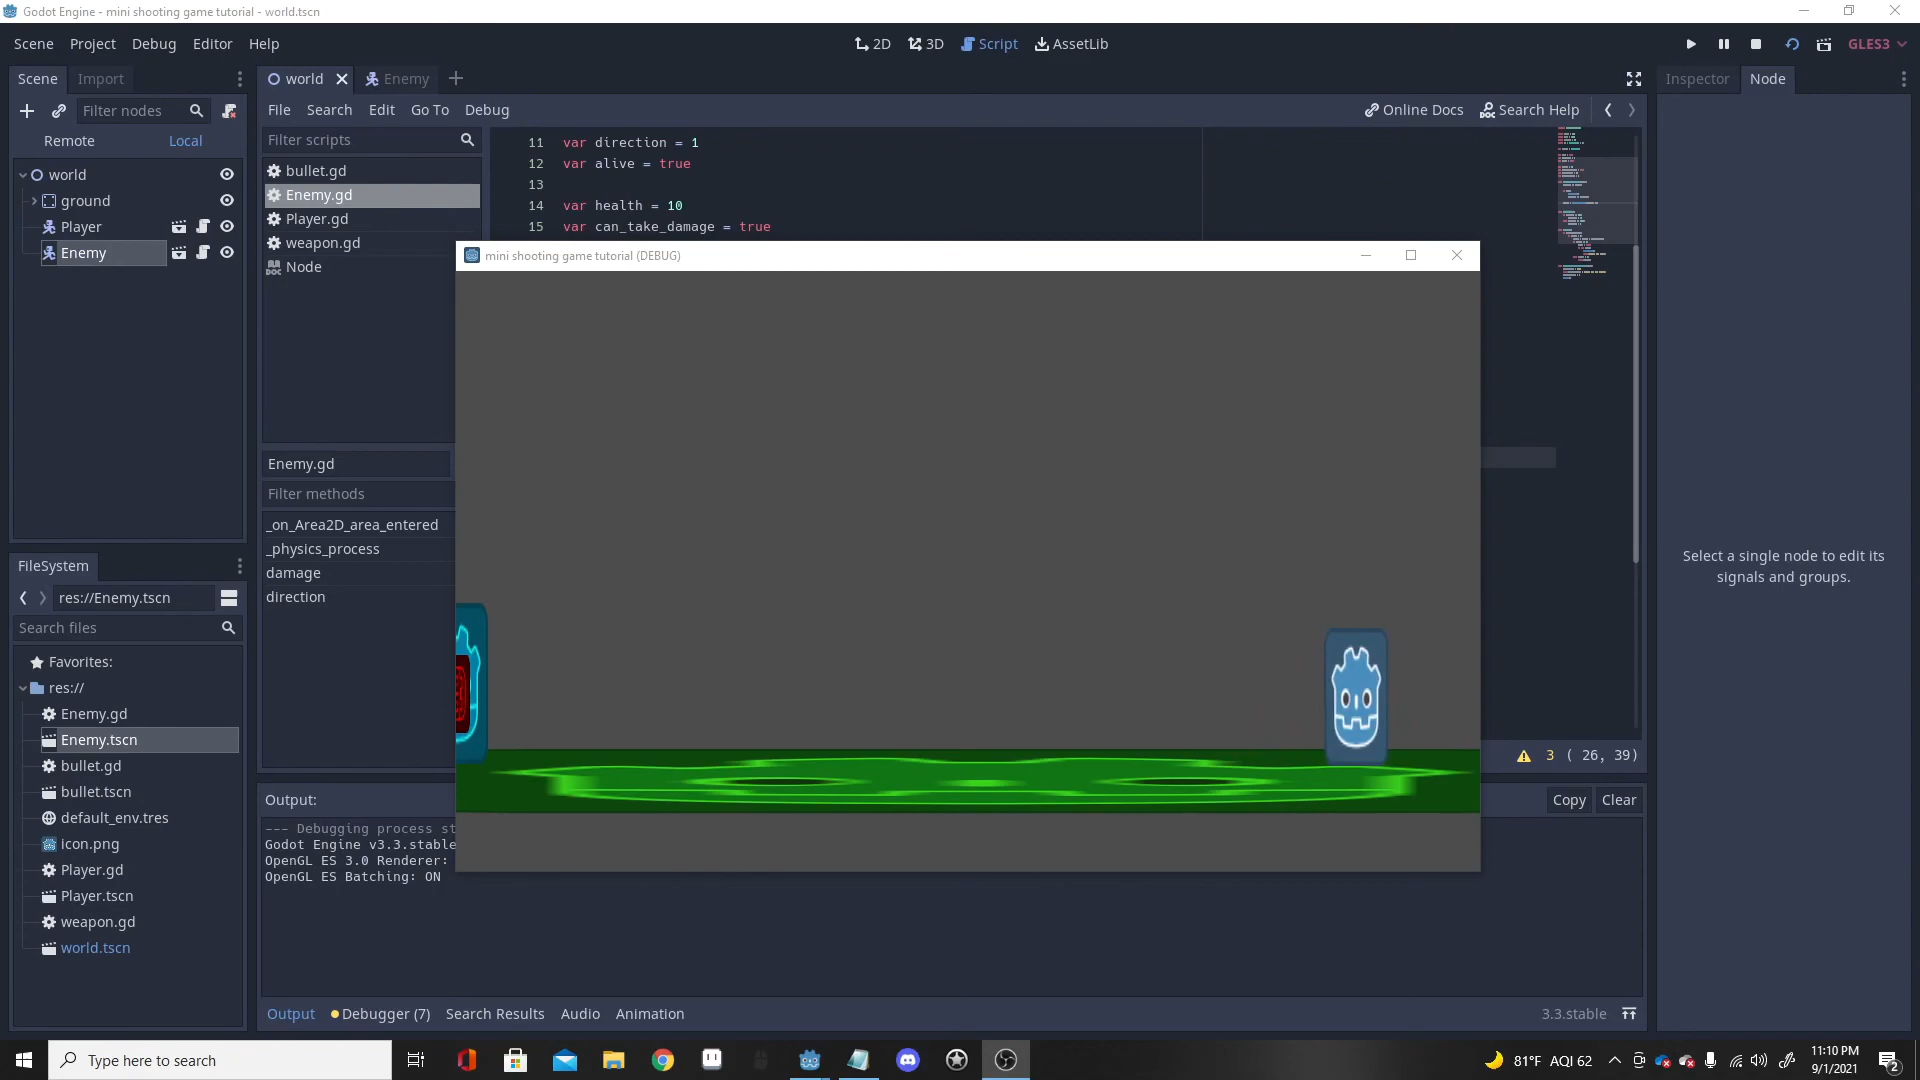 Godot Engine - mini shooting game tutorial - world.tscn
Scene Project Debug Editor Help
2D 3D Script AssetLib
GLES3
Scene Import
world Enemy
Inspector Node
Filter nodes
File Search Edit Go To Debug
Online Docs Search Help
Remote Local
Filter scripts
world
ground
Player
Enemy
bullet.gd
Enemy.gd
Player.gd
weapon.gd
Node
11 var direction = 1
12 var alive = true
13
14 var health = 10
15 var can_take_damage = true
mini shooting game tutorial (DEBUG)
Enemy.gd
Filter methods
_on_Area2D_area_entered
_physics_process
damage
direction
Select a single node to edit its
signals and groups.
FileSystem
res://Enemy.tscn
Search files
Favorites:
res://
Enemy.gd
Enemy.tscn
bullet.gd
bullet.tscn
default_env.tres
icon.png
Player.gd
Player.tscn
weapon.gd
world.tscn
3 ( 26, 39)
Output:
Copy Clear
--- Debugging process st
Godot Engine v3.3.stable
OpenGL ES 3.0 Renderer:
OpenGL ES Batching: ON
Output Debugger (7) Search Results Audio Animation
3.3.stable
Type here to search
81°F AQI 62
11:10 PM
9/1/2021
2